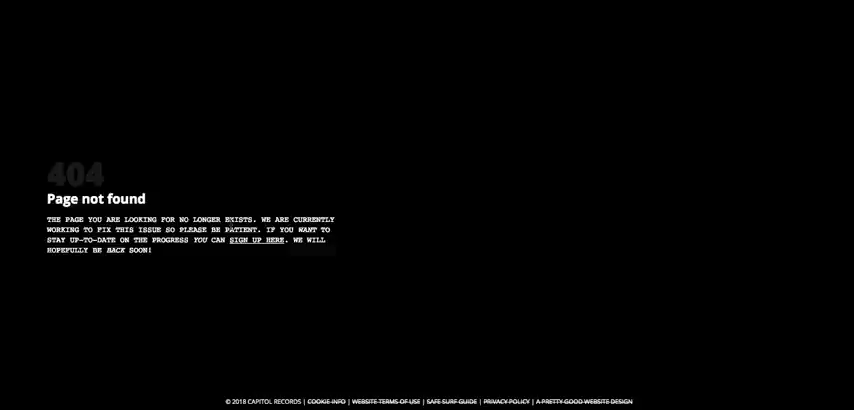 404
Page not found
THE PAGE YOU ARE LOOKING FOR NO LONGER EXISTS. WE ARE CURRENTLY
WORKING TO FIX THIS ISSUE SO PLEASE BE PATIENT. IF YOU WANT TO
STAY UP-TO-DATE ON THE PROGRESS YOU CAN SIGN UP HERE. WE WILL
HOPEFULLY BE BACK SOON!
© 2018 CAPITOL RECORDS | COOKIE INFO | WEBSITE TERMS OF USE | SAFE SURF GUIDE | PRIVACY POLICY | A PRETTY GOOD WEBSITE DESIGN